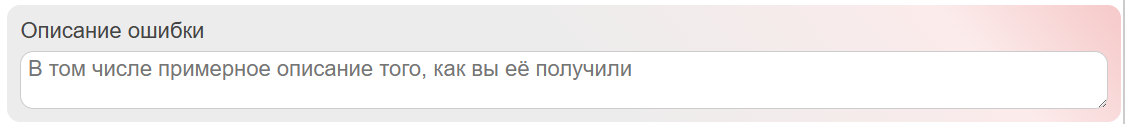 Описание ошибки
В том числе примерное описание того, как вы её получили